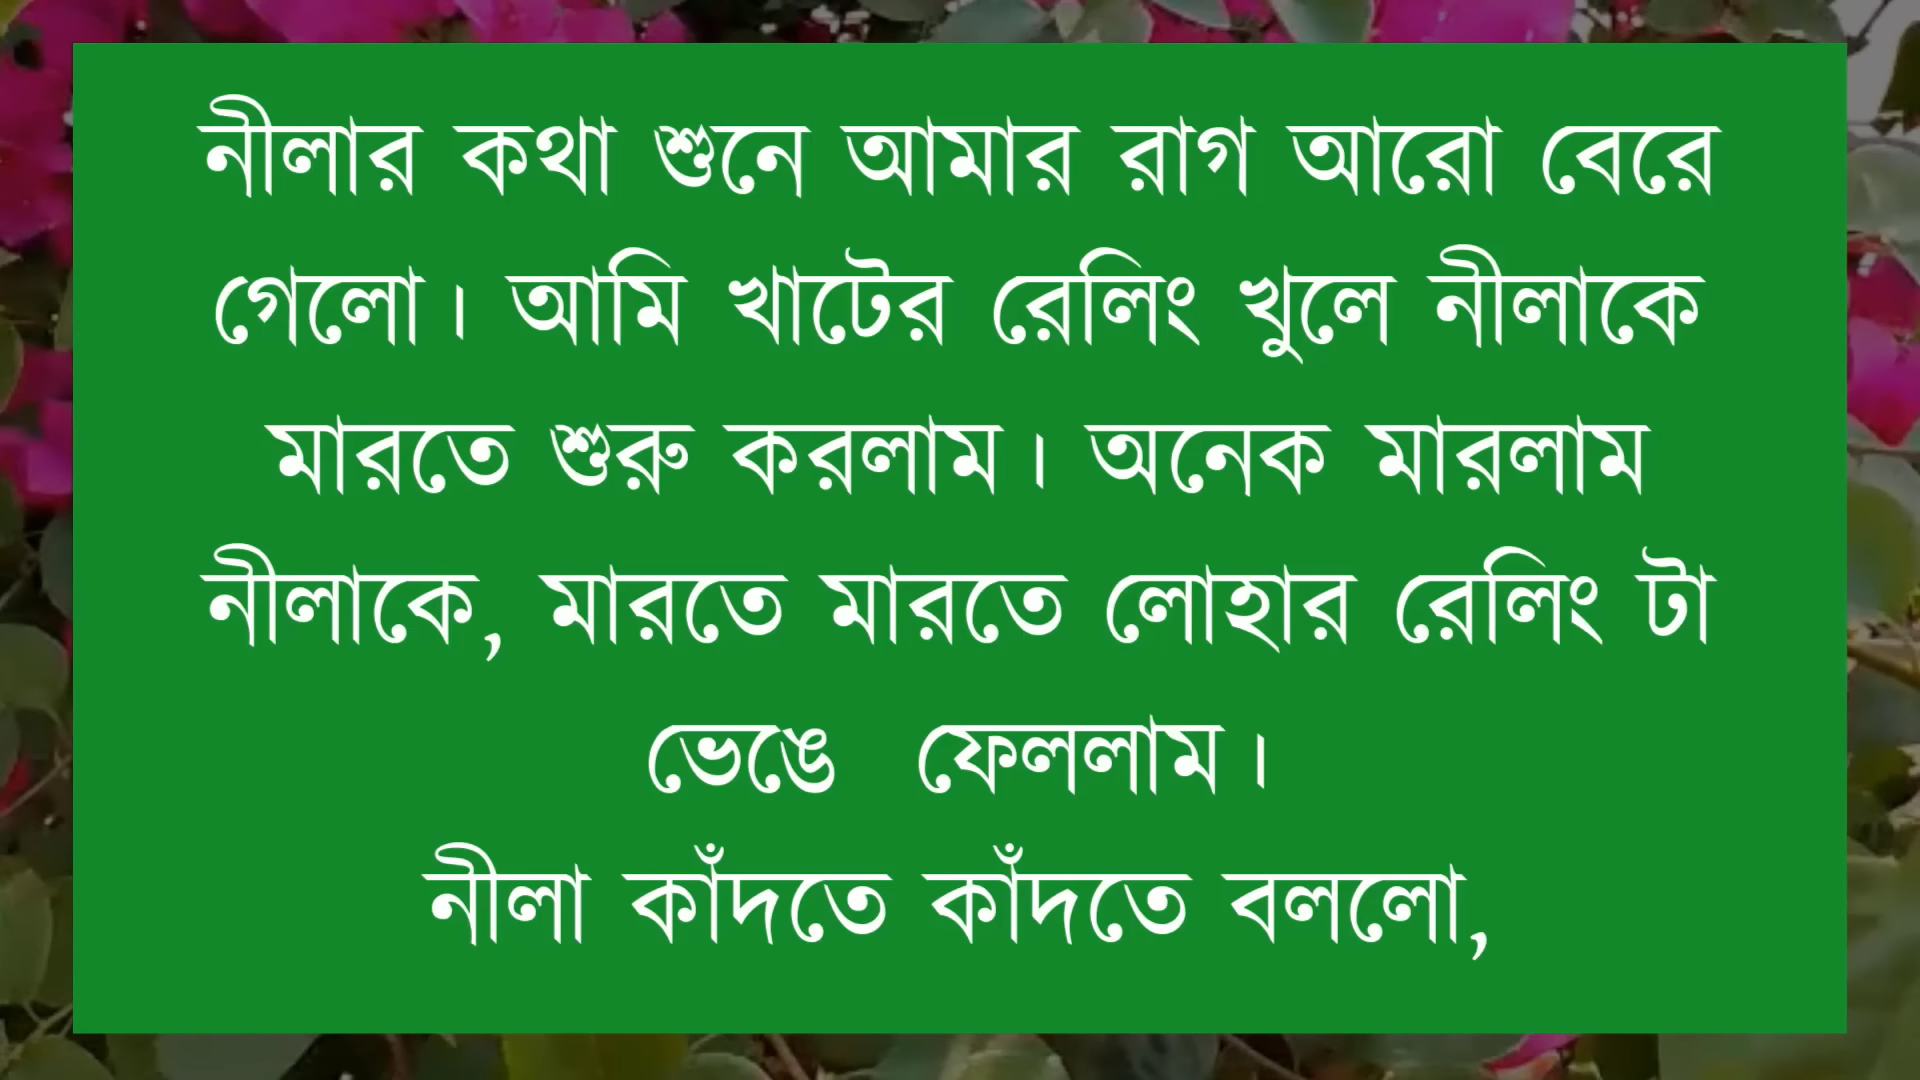 নীলার কথা শুনে আমার রাগ আরো বেরে
গেলো। আমি খাটের রেলিং খুলে নীলাকে
মারতে শুরু করলাম। অনেক মারলাম
নীলাকে, মারতে মারতে লোহার রেলিং টা
ভেঙে ফেললাম।
নীলা কাঁদতে কাঁদতে বললো,